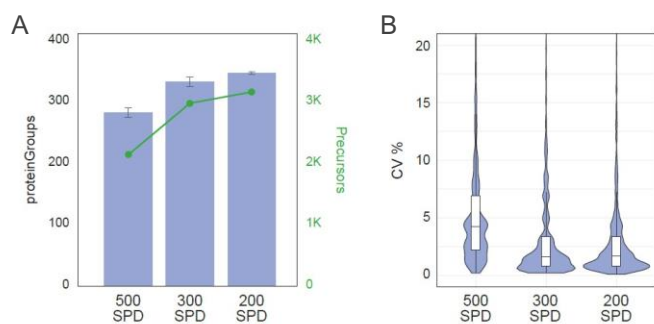 A
400
300
200
100
0
proteinGroups
4K
3K
2K
1K
0
Precursors
500 SPD
300 SPD
200 SPD
B
20
15
10
5
0
CV %
500 SPD
300 SPD
200 SPD